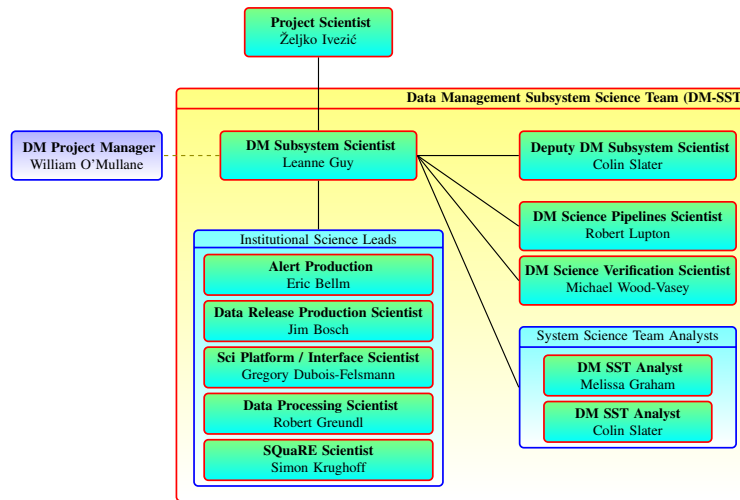 Project Scientist
Željko Ivezić
Data Management Subsystem Science Team (DM-SST
DM Project Manager
William O’Mullane
DM Subsystem Scientist
Leanne Guy
Deputy DM Subsystem Scientist
Colin Slater
DM Science Pipelines Scientist
Robert Lupton
DM Science Verification Scientist
Michael Wood-Vasey
Institutional Science Leads
Alert Production
Eric Bellm
Data Release Production Scientist
Jim Bosch
Sci Platform / Interface Scientist
Gregory Dubois-Felsmann
Data Processing Scientist
Robert Greundl
SQuaRE Scientist
Simon Krughoff
System Science Team Analysts
DM SST Analyst
Melissa Graham
DM SST Analyst
Colin Slater